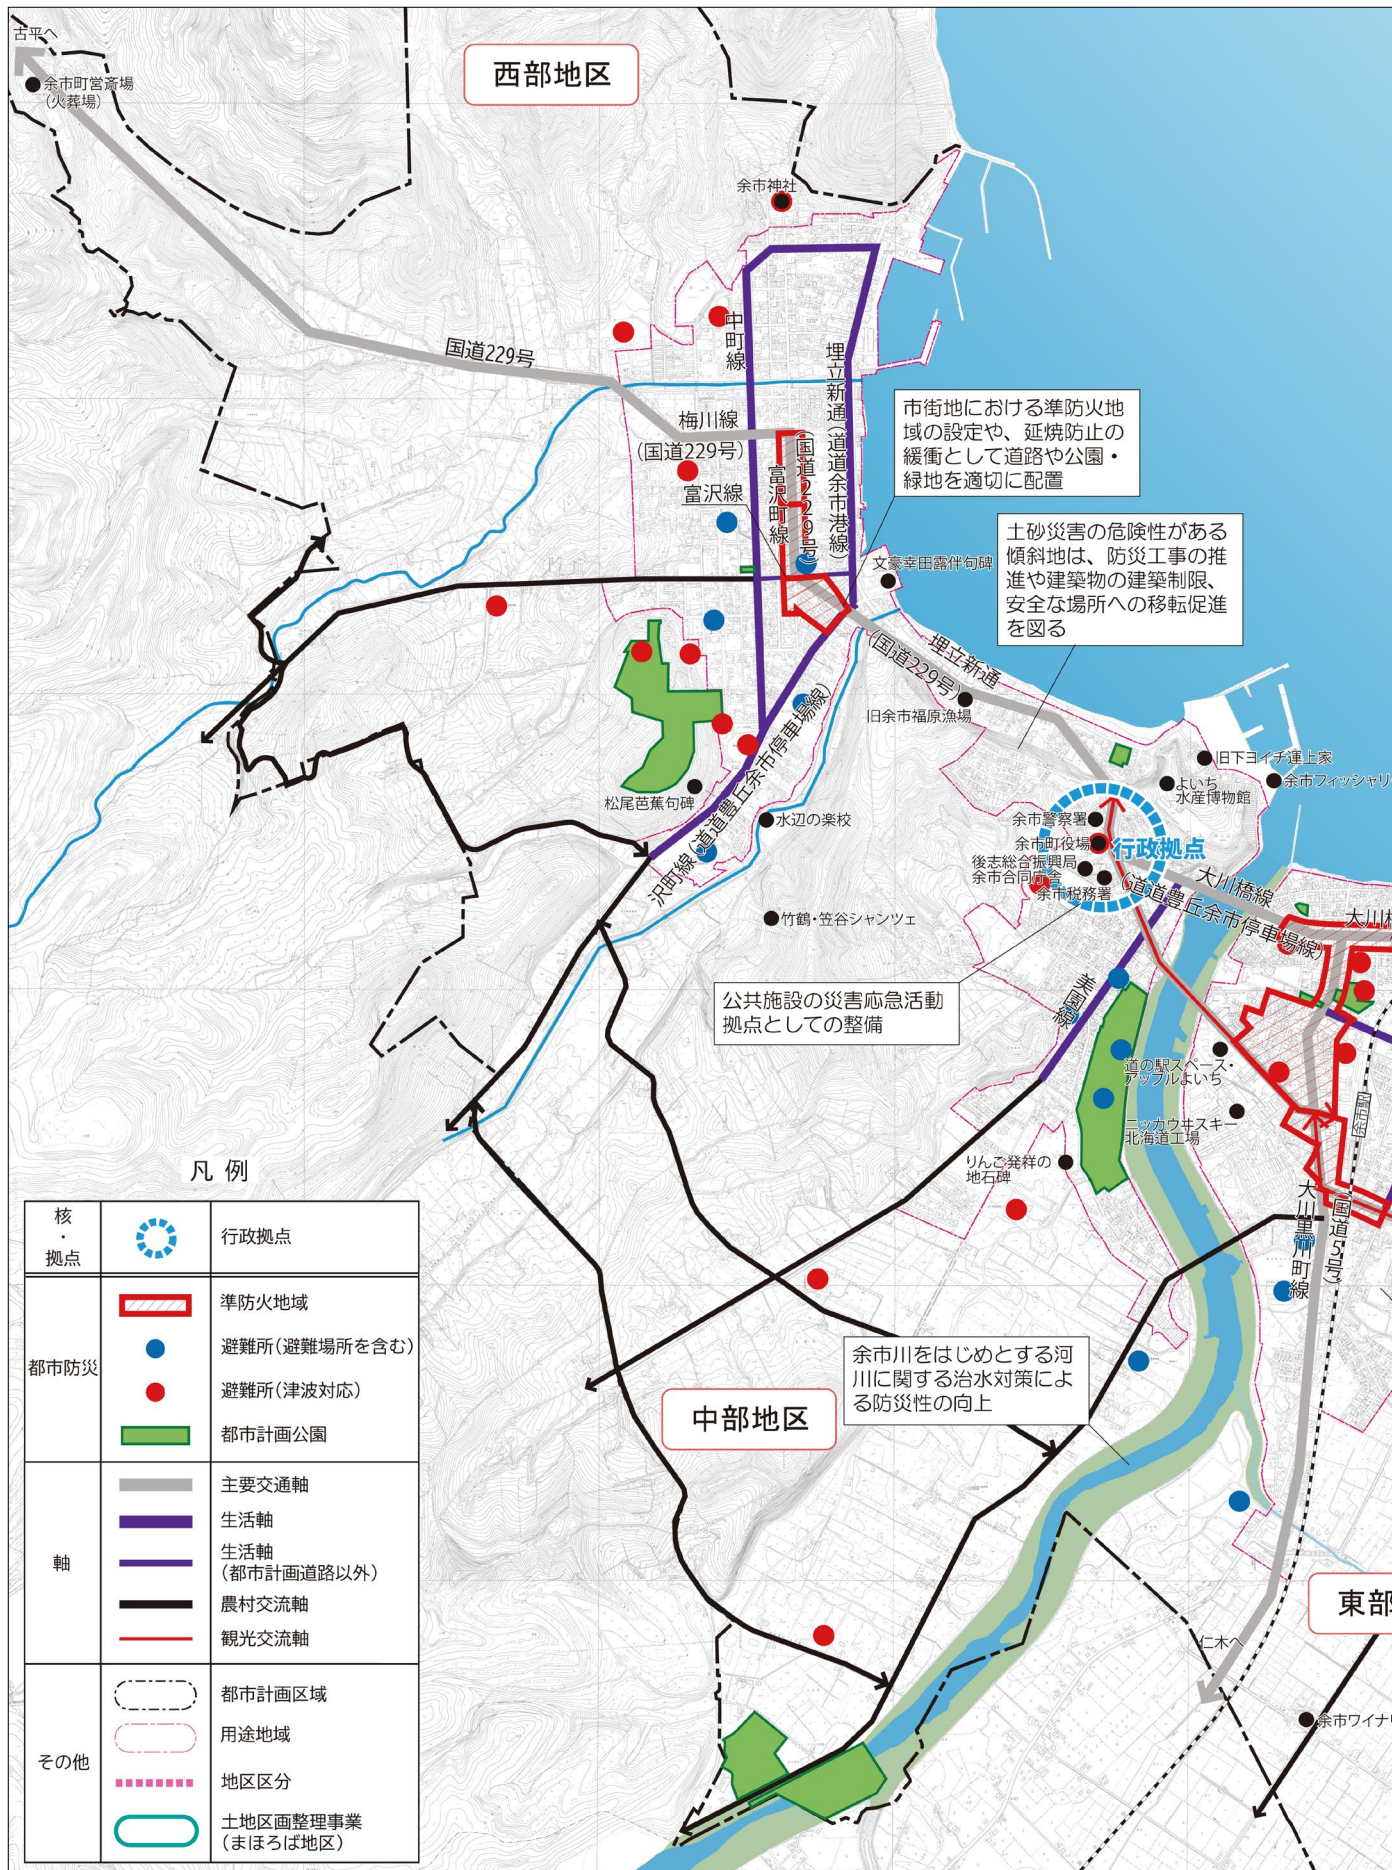 古平へ
余市町営斎場
(火葬場)
西部地区
余市神社
中町線
国道229号
埋立新通(道道余市港線)
梅川線
(国道229号)
富沢町線
(国道229号)
富沢線
市街地における準防火地
域の設定や、延焼防止の
緩衝として道路や公園・
緑地を適切に配置
土砂災害の危険性がある
傾斜地は、防災工事の推
進や建築物の建築制限、
安全な場所への移転促進
を図る
文豪幸田露伴句碑
埋立新通
(国道229号)
旧余市福原漁場
旧下ヨイチ運上家
よいち
水産博物館
余市フィッシャリ
松尾芭蕉句碑
水辺の楽校
沢町線(道道豊丘余市停車場線)
余市警察署
余市町役場
行政拠点
後志総合振興局
余市合同庁舎
余市税務署
大川橋線
(道道豊丘余市停車場線)
大川橋
竹鶴・笠谷シャンツェ
美園線
公共施設の災害応急活動
拠点としての整備
道の駅スペース・
アップルよいち
ニッカウヰスキー
北海道工場
余市駅
りんご発祥の
地石碑
大川黒川町線
(国道5号)
余市川をはじめとする河
川に関する治水対策によ
る防災性の向上
中部地区
東部
仁木へ
余市ワイナリ
凡 例
核
・
拠点
行政拠点
都市防災
準防火地域
避難所(避難場所を含む)
避難所(津波対応)
都市計画公園
軸
主要交通軸
生活軸
生活軸
(都市計画道路以外)
農村交流軸
観光交流軸
その他
都市計画区域
用途地域
地区区分
土地区画整理事業
(まほろば地区)